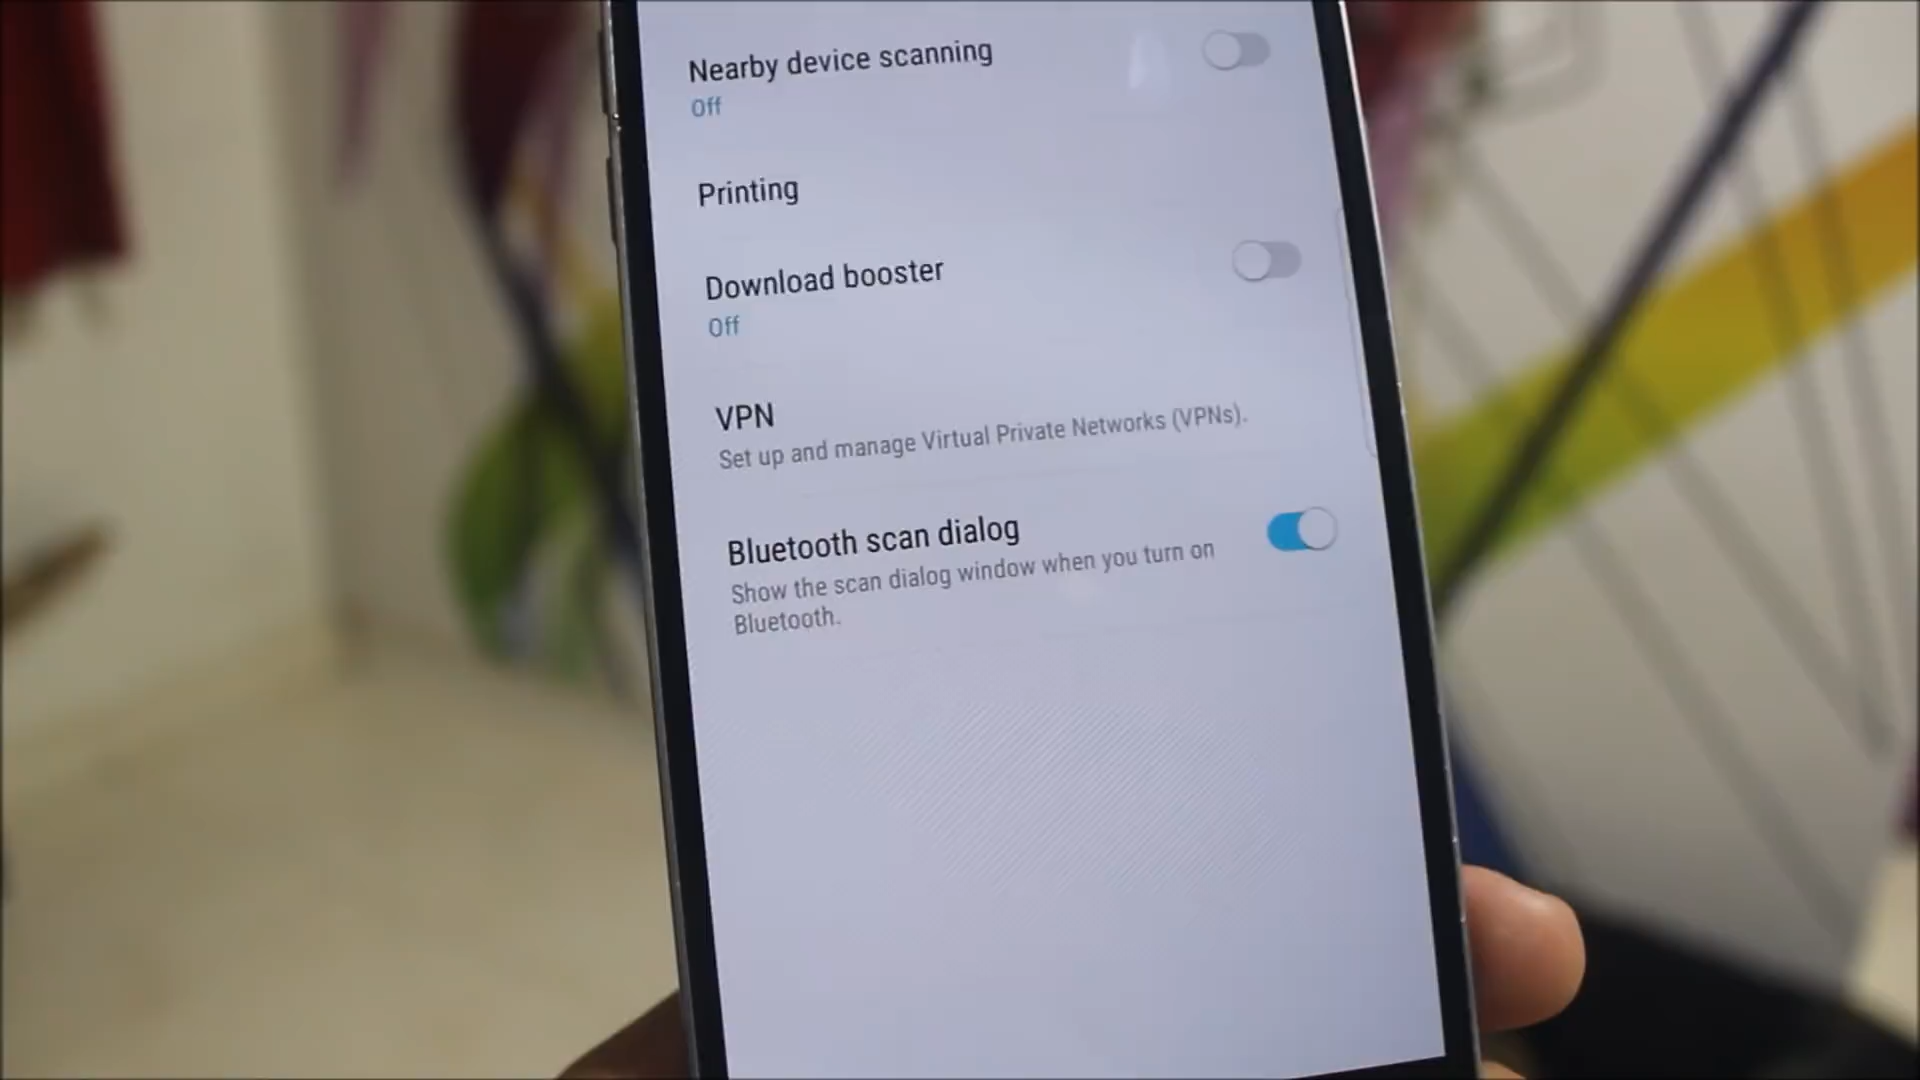 Nearby device scanning
Off
Printing
Download booster
Off
VPN
Set up and manage Virtual Private Networks (VPNs).
Bluetooth scan dialog
Show the scan dialog window when you turn on
Bluetooth.